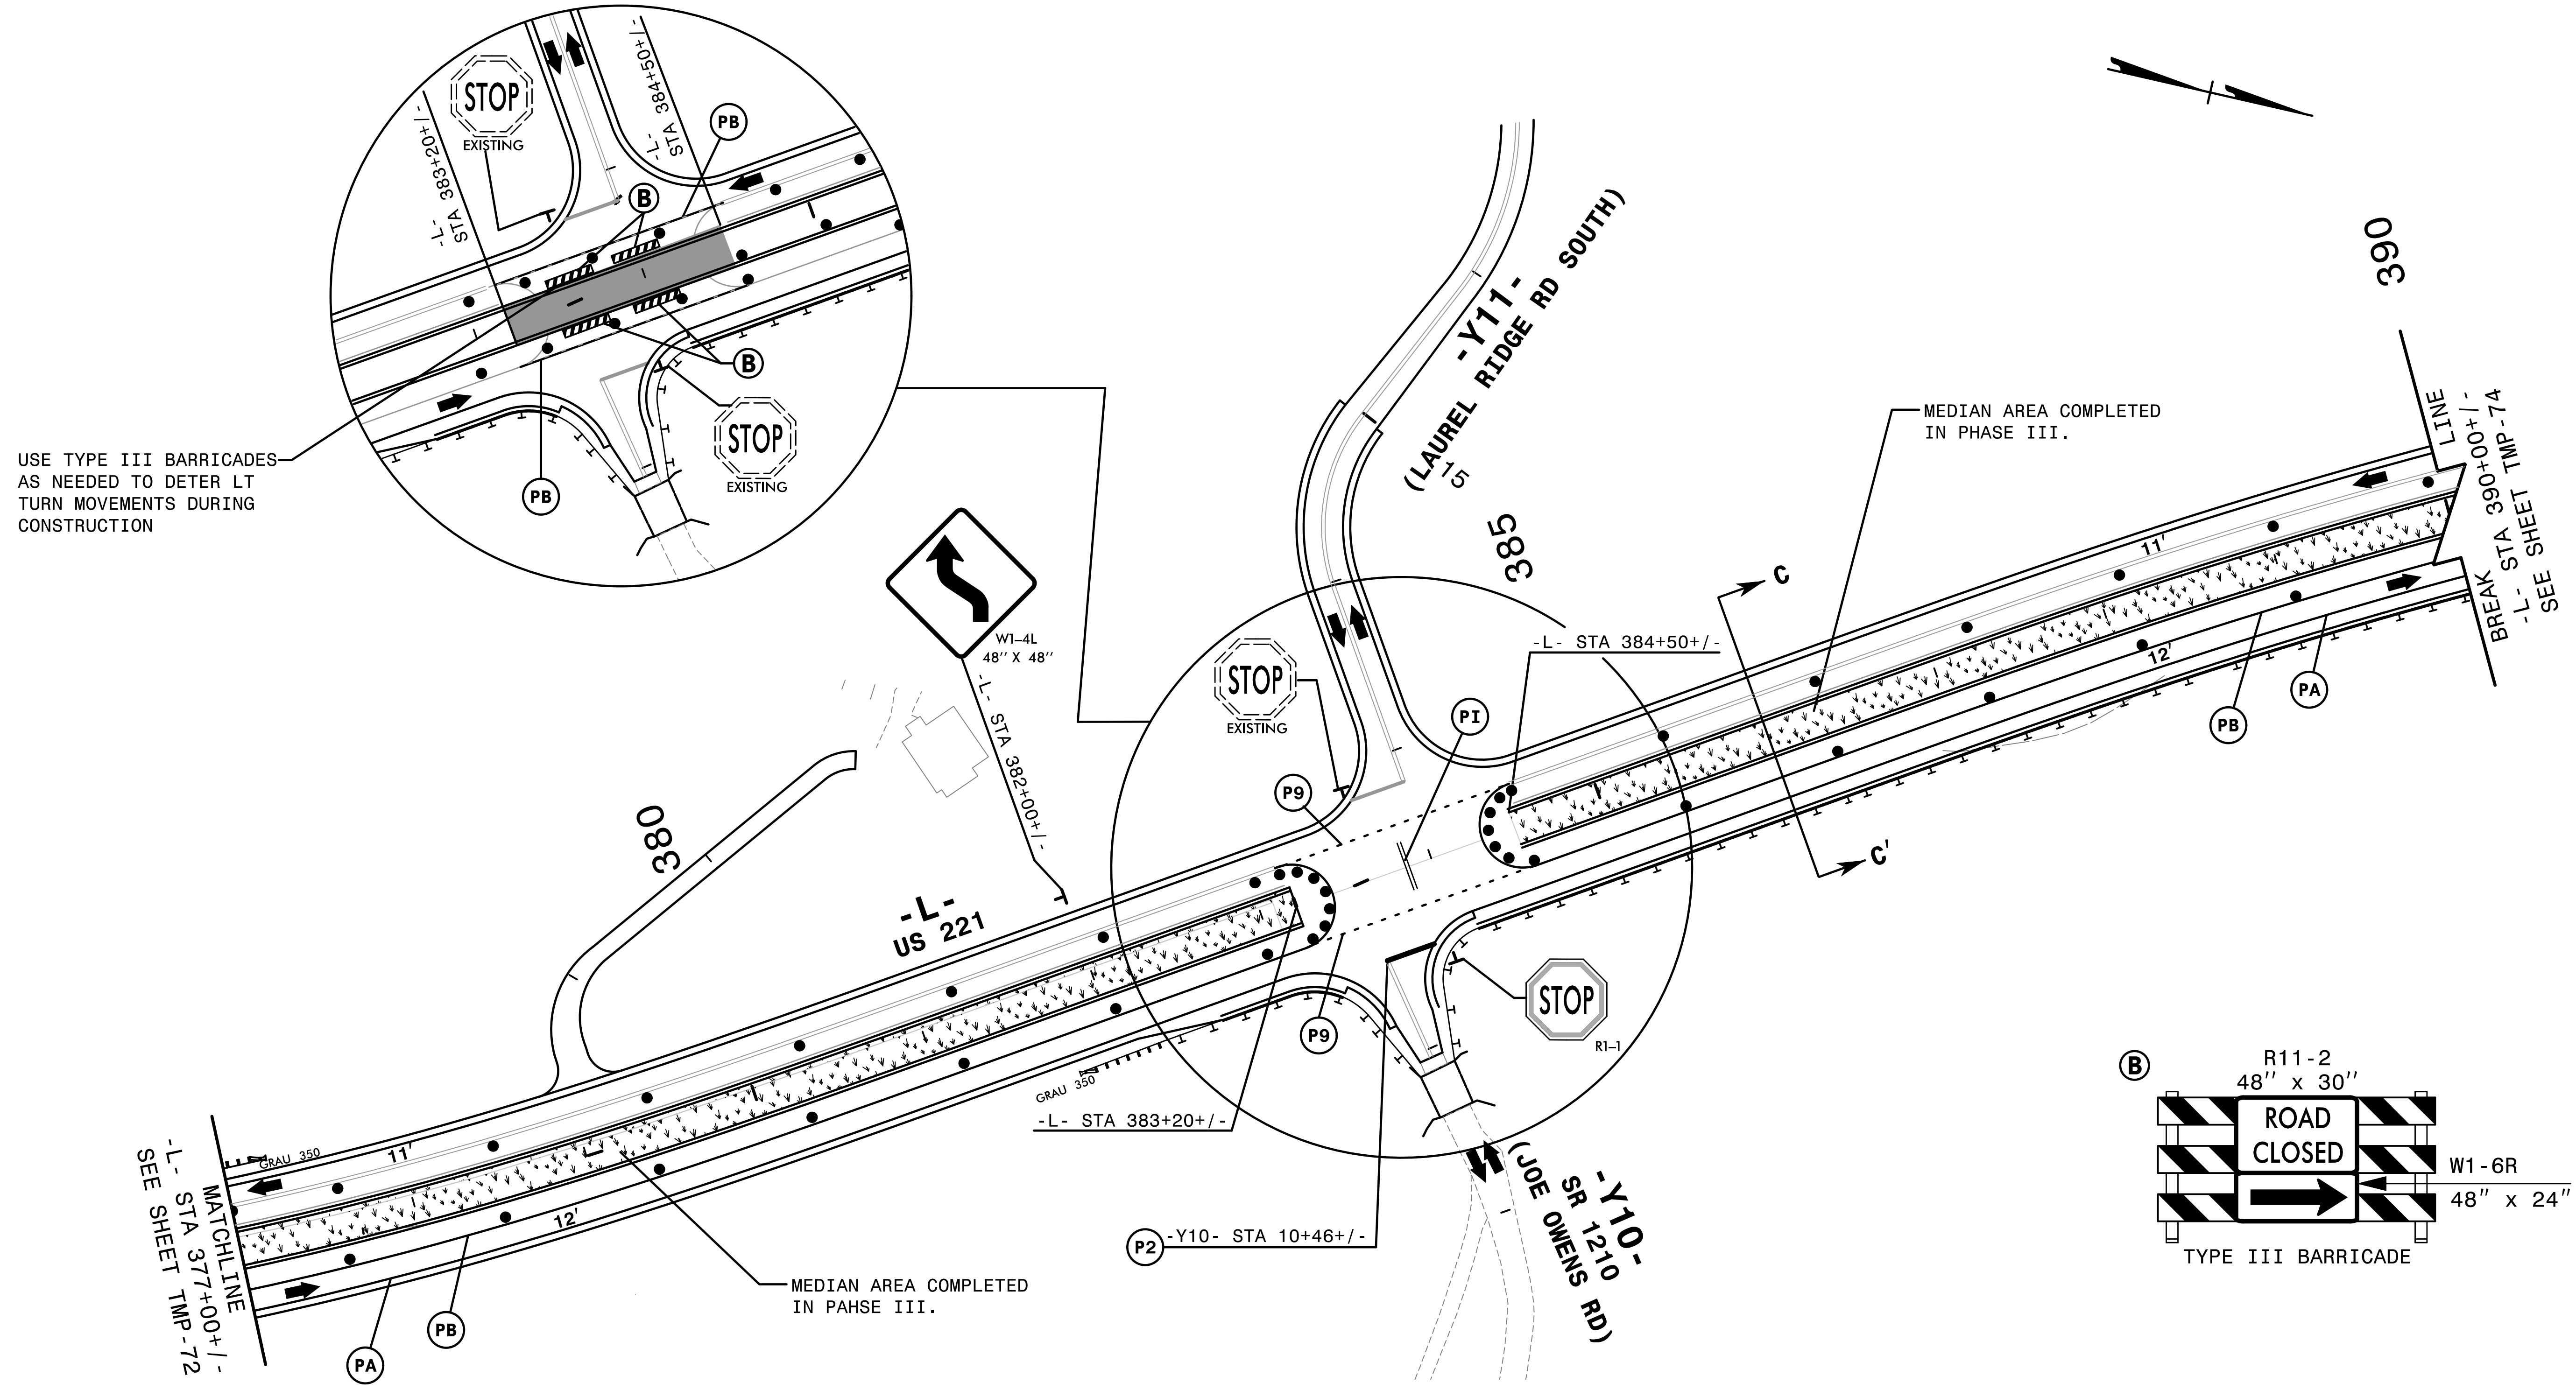 STOP
EXISTING
-L-
STA 383+20+/-
-L-
STA 384+50+/-
PB
B
B
STOP
EXISTING
PB
USE TYPE III BARRICADES
AS NEEDED TO DETER LT
TURN MOVEMENTS DURING
CONSTRUCTION
W1-4L
48'' X 48''
-L- STA 382+00+/-
-Y11-
(LAUREL RIDGE RD SOUTH)
15
380
385
390
STOP
EXISTING
PI
P9
-L- STA 384+50+/-
C
C'
MEDIAN AREA COMPLETED
IN PHASE III.
11'
12'
BREAK LINE
-L- STA 390+00+/-
SEE SHEET TMP-74
PB
PA
-L-
US 221
P9
STOP
R1-1
GRAU 350
-L- STA 383+20+/-
P2
-Y10- STA 10+46+/-
-Y10-
SR 1210
(JOE OWENS RD)
GRAU 350
11'
12'
MATCHLINE
-L- STA 377+00+/-
SEE SHEET TMP-72
PA
PB
MEDIAN AREA COMPLETED
IN PAHSE III.
B
R11-2
48'' x 30''
ROAD
CLOSED
W1-6R
48'' x 24''
TYPE III BARRICADE